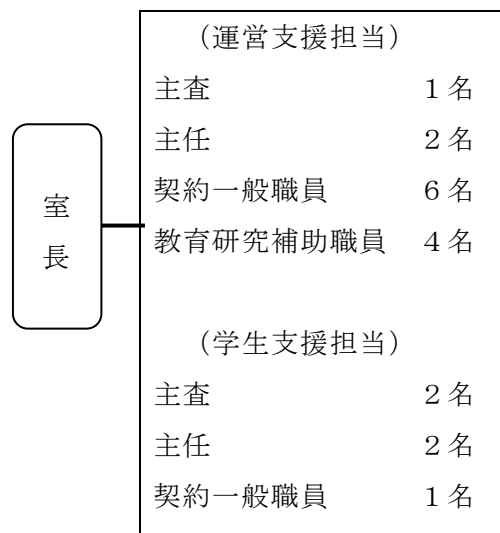 室長
（運営支援担当）
主査 １名
主任 ２名
契約一般職員 ６名
教育研究補助職員 ４名
（学生支援担当）
主査 ２名
主任 ２名
契約一般職員 １名